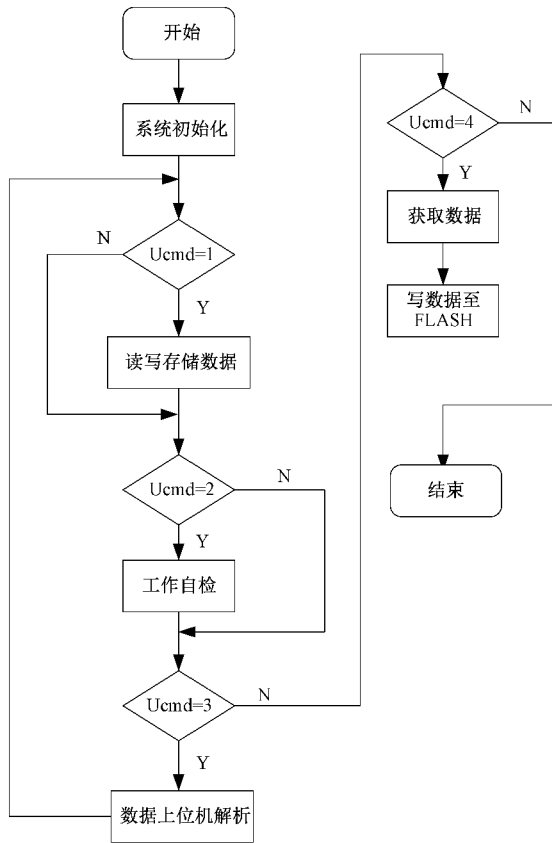 开始
系统初始化
N
Ucmd=1
Y
读写存储数据
Ucmd=2
N
Y
工作自检
Ucmd=3
N
Y
数据上位机解析
Ucmd=4
N
Y
获取数据
写数据至
FLASH
结束